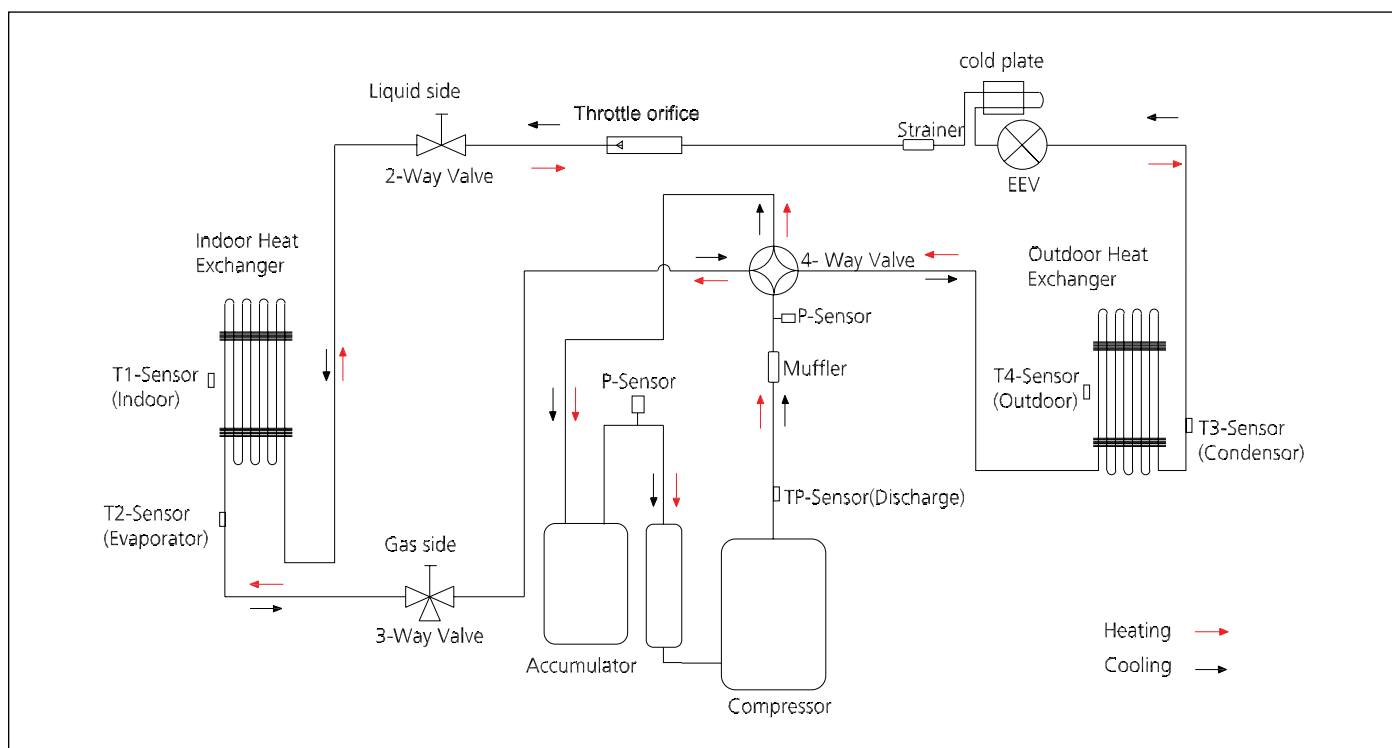 cold plate
Liquid side
Throttle orifice
Strainer
2-Way Valve
EEV
Indoor Heat
Exchanger
4- Way Valve
Outdoor Heat
Exchanger
P-Sensor
Muffler
T1-Sensor
(Indoor)
P-Sensor
T4-Sensor
(Outdoor)
T3-Sensor
(Condensor)
TP-Sensor(Discharge)
T2-Sensor
(Evaporator)
Gas side
3-Way Valve
Accumulator
Compressor
Heating
Cooling